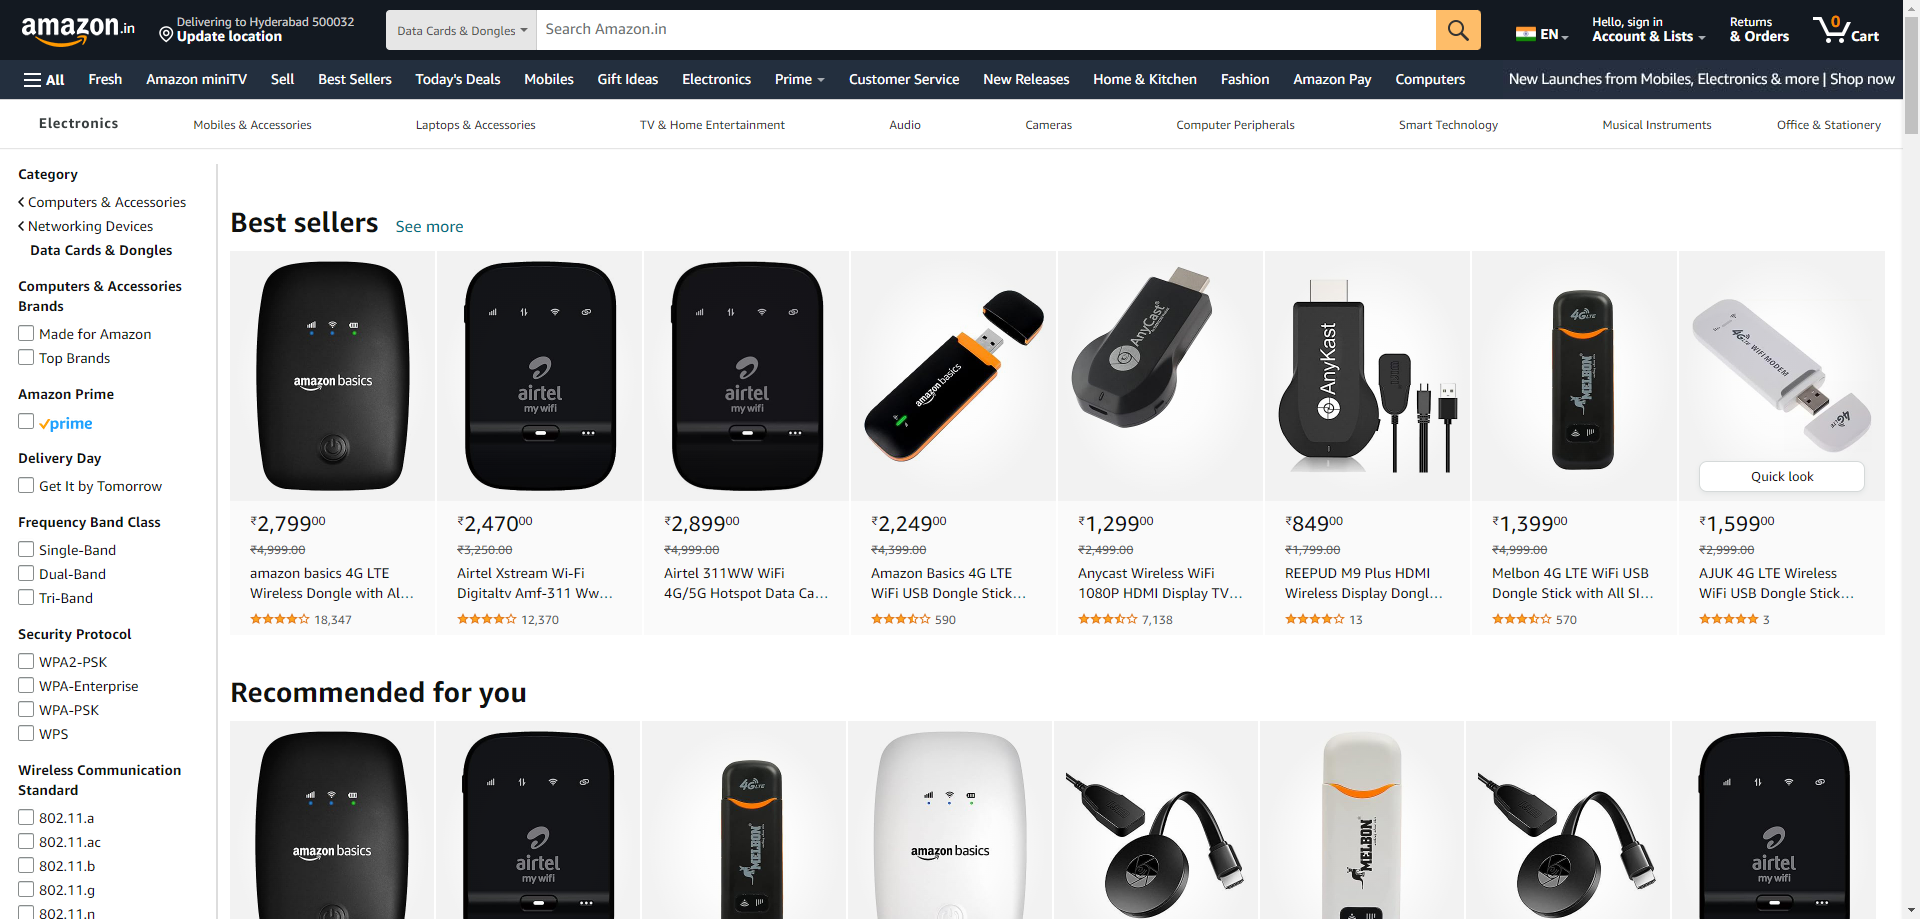 amazon.in
Delivering to Hyderabad 500032
Update location
Data Cards & Dongles
Search Amazon.in
EN
Hello, sign in
Account & Lists
Returns
& Orders
0
Cart
All
Fresh
Amazon miniTV
Sell
Best Sellers
Today's Deals
Mobiles
Gift Ideas
Electronics
Prime
Customer Service
New Releases
Home & Kitchen
Fashion
Amazon Pay
Computers
New Launches from Mobiles, Electronics & more | Shop now
Electronics
Mobiles & Accessories
Laptops & Accessories
TV & Home Entertainment
Audio
Cameras
Computer Peripherals
Smart Technology
Musical Instruments
Office & Stationery
Category
Computers & Accessories
Networking Devices
Data Cards & Dongles
Computers & Accessories
Brands
Made for Amazon
Top Brands
Amazon Prime
prime
Delivery Day
Get It by Tomorrow
Frequency Band Class
Single-Band
Dual-Band
Tri-Band
Security Protocol
WPA2-PSK
WPA-Enterprise
WPA-PSK
WPS
Wireless Communication
Standard
802.11.a
802.11.ac
802.11.b
802.11.g
802.11.n
Best sellers
See more
amazon basics
airtel
my wifi
airtel
my wifi
amazon basics
AnyCast
AnyKast
4G LTE
MELBON
4G LTE WIFI MODEM
4G LTE
Quick look
₹2,79900
₹4,999.00
amazon basics 4G LTE
Wireless Dongle with Al...
18,347
₹2,47000
₹3,250.00
Airtel Xstream Wi-Fi
Digitaltv Amf-311 Ww...
12,370
₹2,89900
₹4,999.00
Airtel 311WW WiFi
4G/5G Hotspot Data Ca...
₹2,24900
₹4,399.00
Amazon Basics 4G LTE
WiFi USB Dongle Stick...
590
₹1,29900
₹2,499.00
Anycast Wireless WiFi
1080P HDMI Display TV...
7,138
₹84900
₹1,799.00
REEPUD M9 Plus HDMI
Wireless Display Dongl...
13
₹1,39900
₹4,999.00
Melbon 4G LTE WiFi USB
Dongle Stick with All SI...
570
₹1,59900
₹2,999.00
AJUK 4G LTE Wireless
WiFi USB Dongle Stick...
3
Recommended for you
amazon basics
airtel
my wifi
4G LTE
MELBON
amazon basics
MELBON
airtel
my wifi